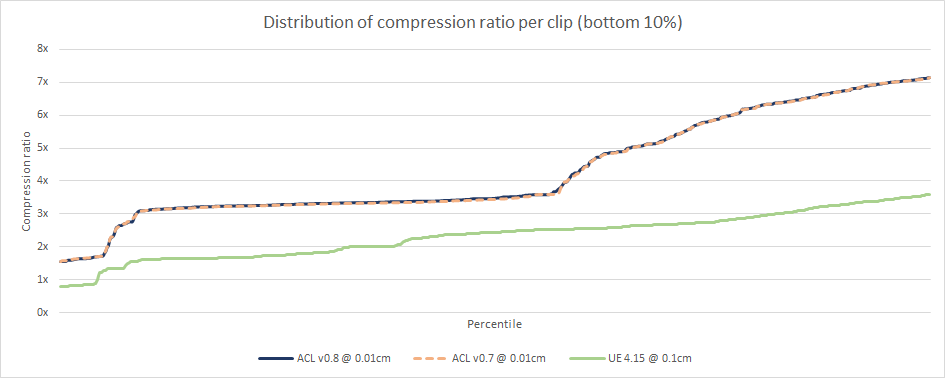 Distribution of compression ratio per clip (bottom 10%)
8x
7x
6x
5x
4x
3x
2x
1x
0x
Compression ratio
Percentile
ACL v0.8 @ 0.01cm
ACL v0.7 @ 0.01cm
UE 4.15 @ 0.1cm